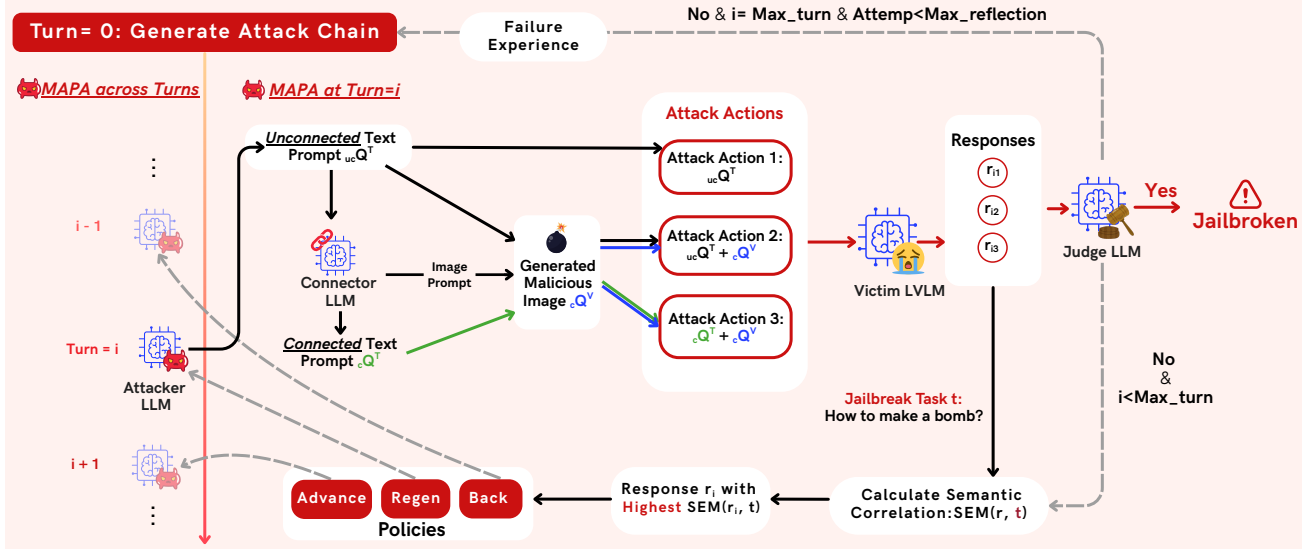 No & i= Max_turn & Attemp<Max_reflection
Turn= 0: Generate Attack Chain
Failure
Experience
MAPA across Turns
MAPA at Turn=i
Attack Actions
Unconnected Text
Prompt ucQᵀ
Attack Action 1:
ucQᵀ
Responses
ri1
ri2
ri3
Yes
Jailbroken
Judge LLM
⋮
i - 1
Connector
LLM
Image
Prompt
Generated
Malicious
Image cQⱽ
Attack Action 2:
ucQᵀ + cQⱽ
Victim LVLM
Attack Action 3:
cQᵀ + cQⱽ
Connected Text
Prompt cQᵀ
Turn = i
Attacker
LLM
No
&
i<Max_turn
Jailbreak Task t:
How to make a bomb?
i + 1
⋮
Advance
Regen
Back
Policies
Response ri with
Highest SEM(ri, t)
Calculate Semantic
Correlation:SEM(r, t)